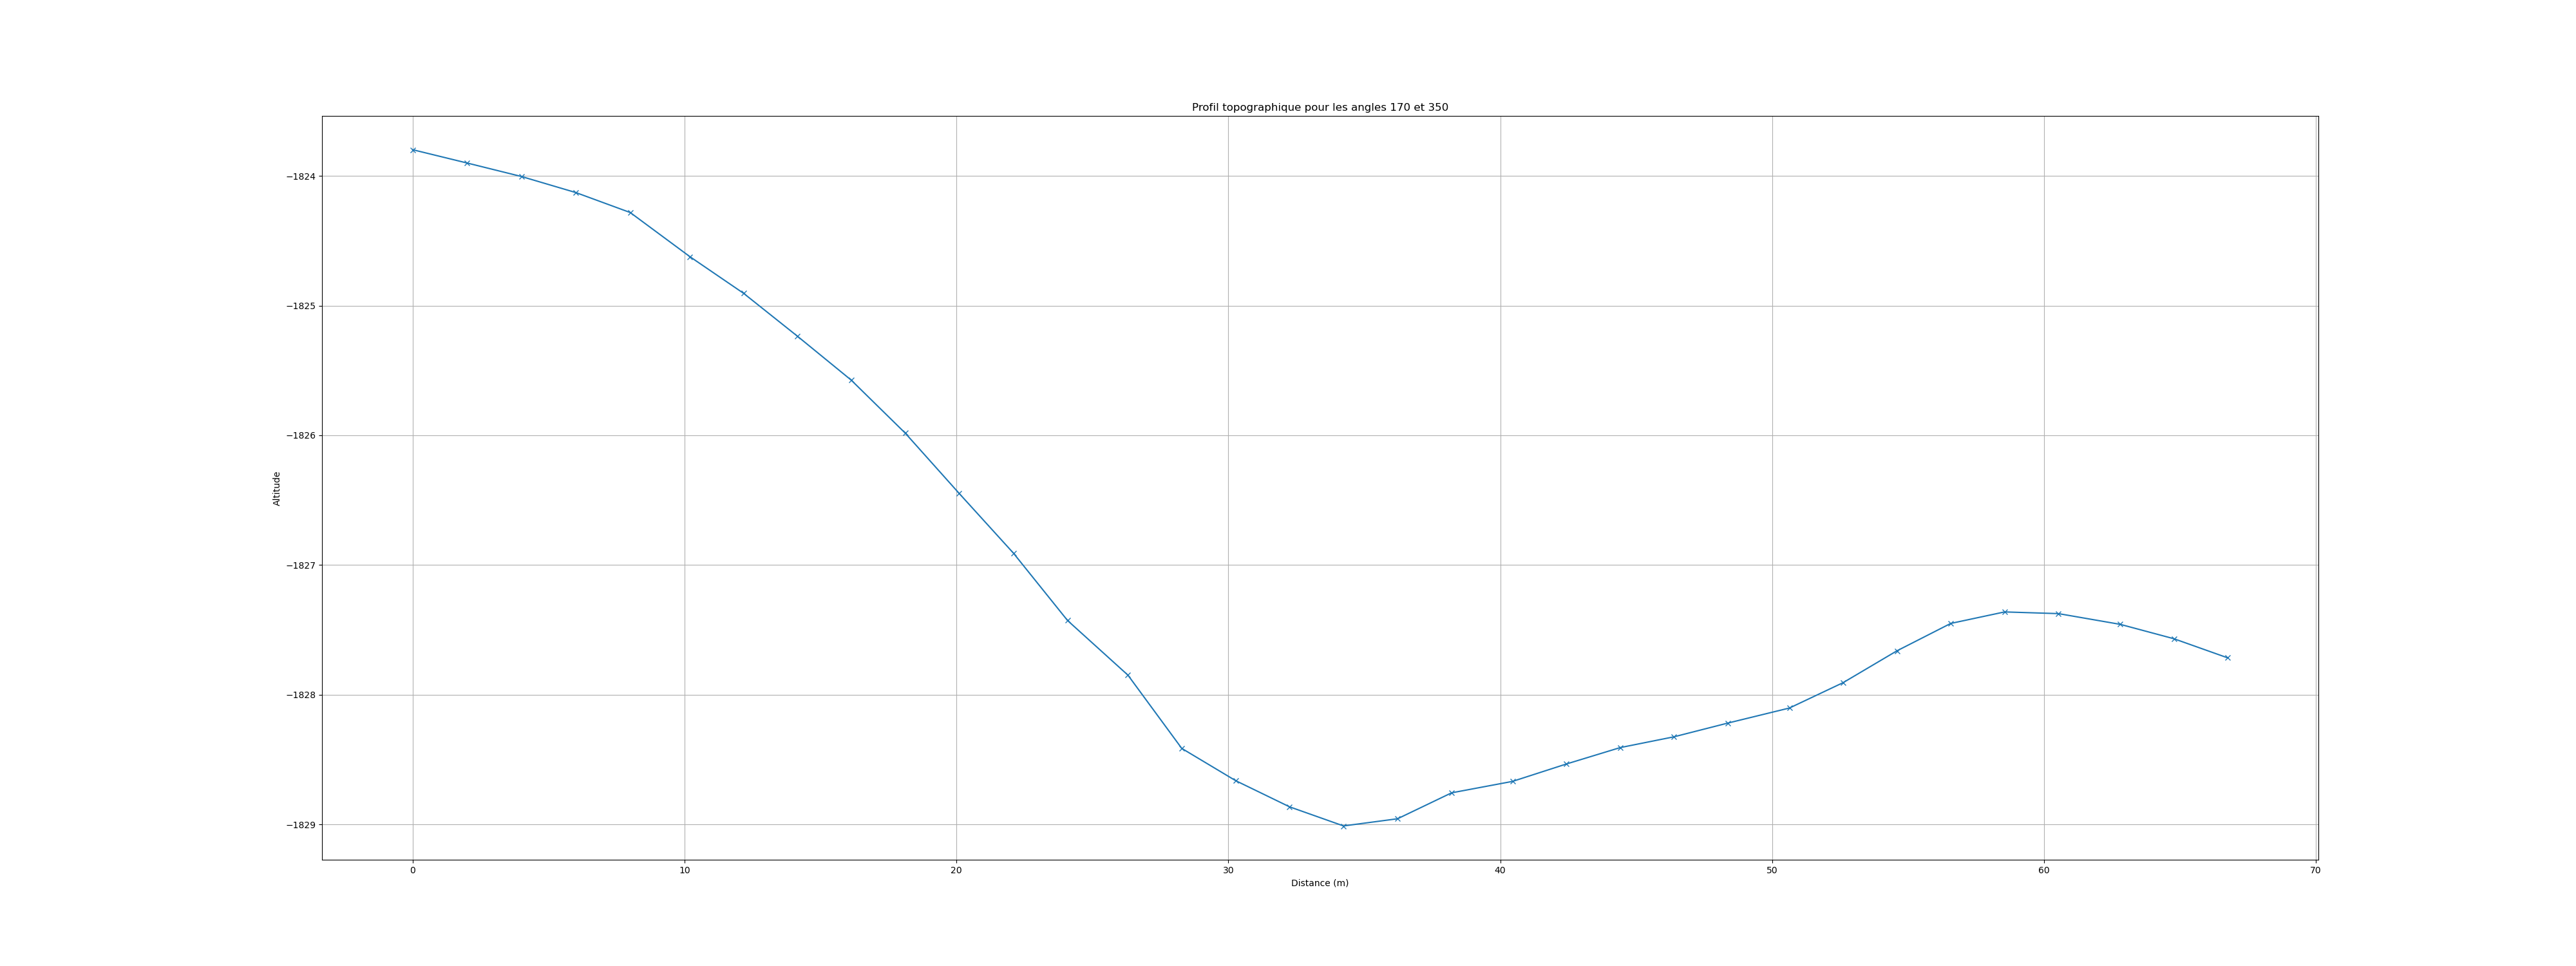 Profil topographique pour les angles 170 et 350
−1824
−1825
−1826
−1827
−1828
−1829
Altitude
0 10 20 30 40 50 60 70
Distance (m)